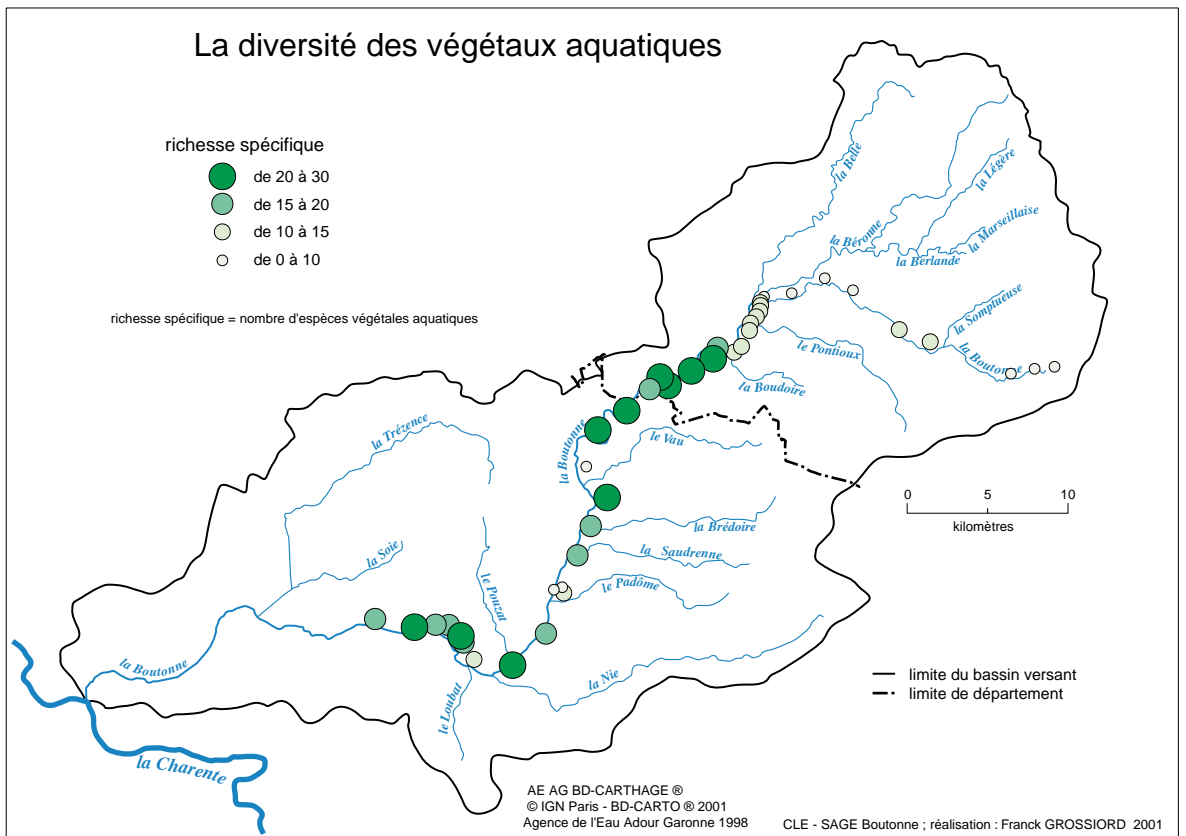 La diversité des végétaux aquatiques
richesse spécifique
de 20 à 30
de 15 à 20
de 10 à 15
de 0 à 10
richesse spécifique = nombre d'espèces végétales aquatiques
la Belle
la Légère
la Marseillaise
la Béronne
la Berlande
la Somptueuse
la Boutonne
le Pontioux
la Boudoire
la Trézence
la Boutonne
le Vau
la Brédoire
la Saudrenne
la Soie
le Pouzat
le Padôme
la Boutonne
la Nie
le Loubat
la Charente
0 5 10
kilomètres
limite du bassin versant
limite de département
AE AG BD-CARTHAGE ®
© IGN Paris - BD-CARTO ® 2001
Agence de l'Eau Adour Garonne 1998
CLE - SAGE Boutonne ; réalisation : Franck GROSSIORD 2001